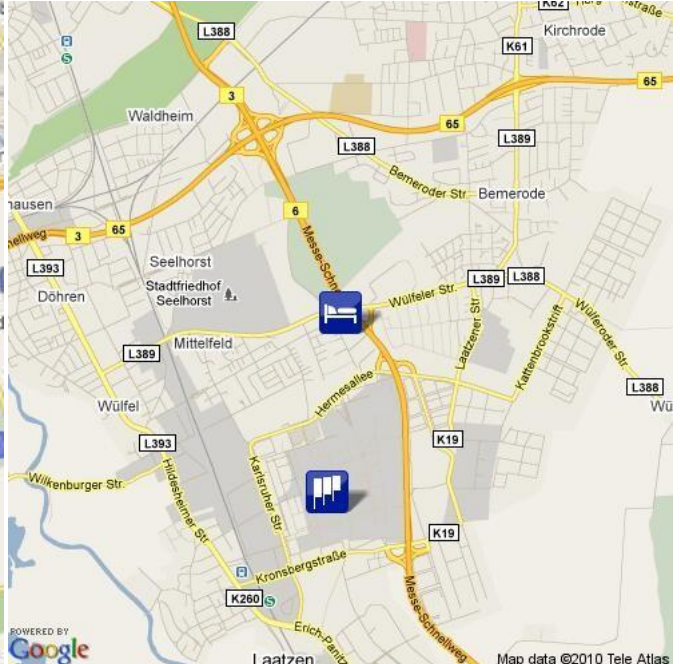 K62
L388
Kirchrode
K61
65
3
Waldheim
65
L388
L389
Bemeroder Str.
Bemerode
hausen
6
3
65
nellweg
Messe-Schne
L393
Seelhorst
Stadtfriedhof
Seelhorst
L389
L388
Döhren
Wülfeler Str.
Wülferoder Str.
Laatzener Str.
Kattenbrookstrift
L389
Mittelfeld
Hermesallee
L388
Wülfel
Wü
L393
K19
Karlsruher Str
Wilkenburger Str.
Hildesheimer Str
K19
Kronsbergstraße
K260
Messe-Schnellweg
Erich-Panitz
POWERED BY
Google
Laatzen
Map data ©2010 Tele Atlas